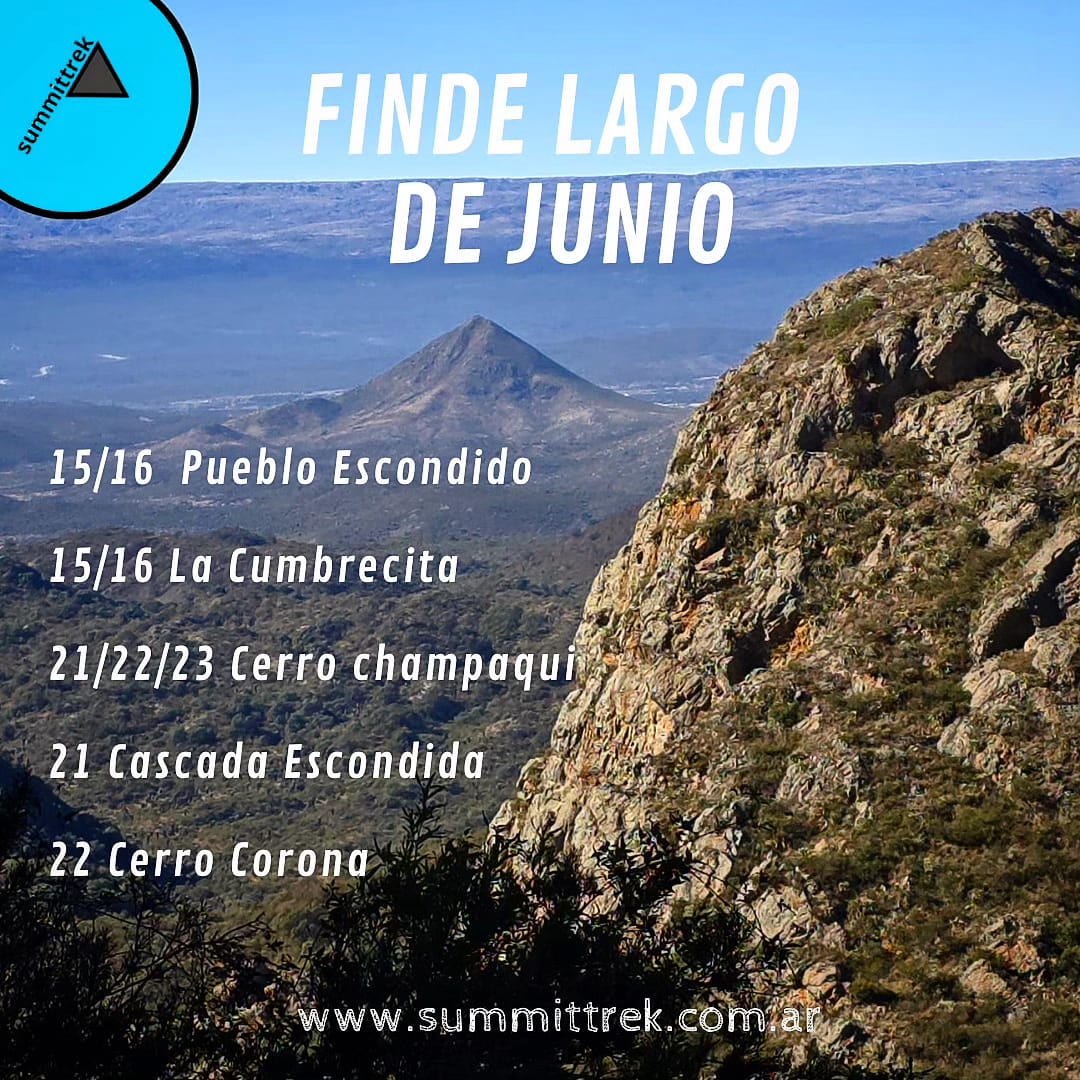 summittrek
FINDE LARGO
DE JUNIO
15/16 Pueblo Escondido
15/16 La Cumbrecita
21/22/23 Cerro champaqui
21 Cascada Escondida
22 Cerro Corona
www.summittrek.com.ar